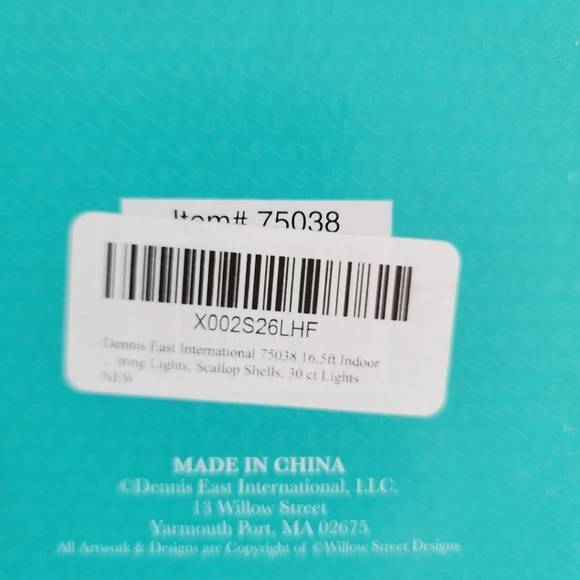 Item# 75038
X002S26LHF
Dennis East International 75038 16.5ft Indoor
...tring Lights, Scallop Shells, 30 ct Lights
NEW
MADE IN CHINA
©Dennis East International, LLC.
13 Willow Street
Yarmouth Port, MA 02675
All Artwork & Designs are Copyright of ©Willow Street Designs